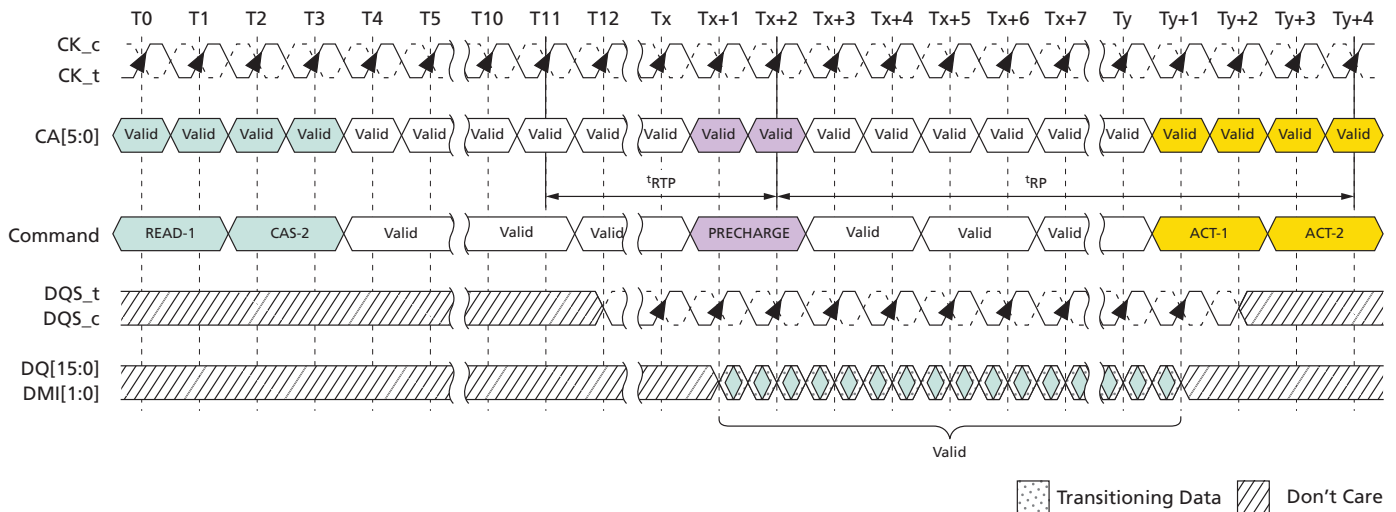 T0 T1 T2 T3 T4 T5 T10 T11 T12 Tx Tx+1 Tx+2 Tx+3 Tx+4 Tx+5 Tx+6 Tx+7 Ty Ty+1 Ty+2 Ty+3 Ty+4
CK_c
CK_t
CA[5:0] Valid Valid Valid Valid Valid Valid Valid Valid Valid Valid Valid Valid Valid Valid Valid Valid Valid Valid Valid Valid Valid Valid
tRTP tRP
Command READ-1 CAS-2 Valid Valid Valid PRECHARGE Valid Valid Valid ACT-1 ACT-2
DQS_t
DQS_c
DQ[15:0]
DMI[1:0]
Valid
Transitioning Data Don't Care